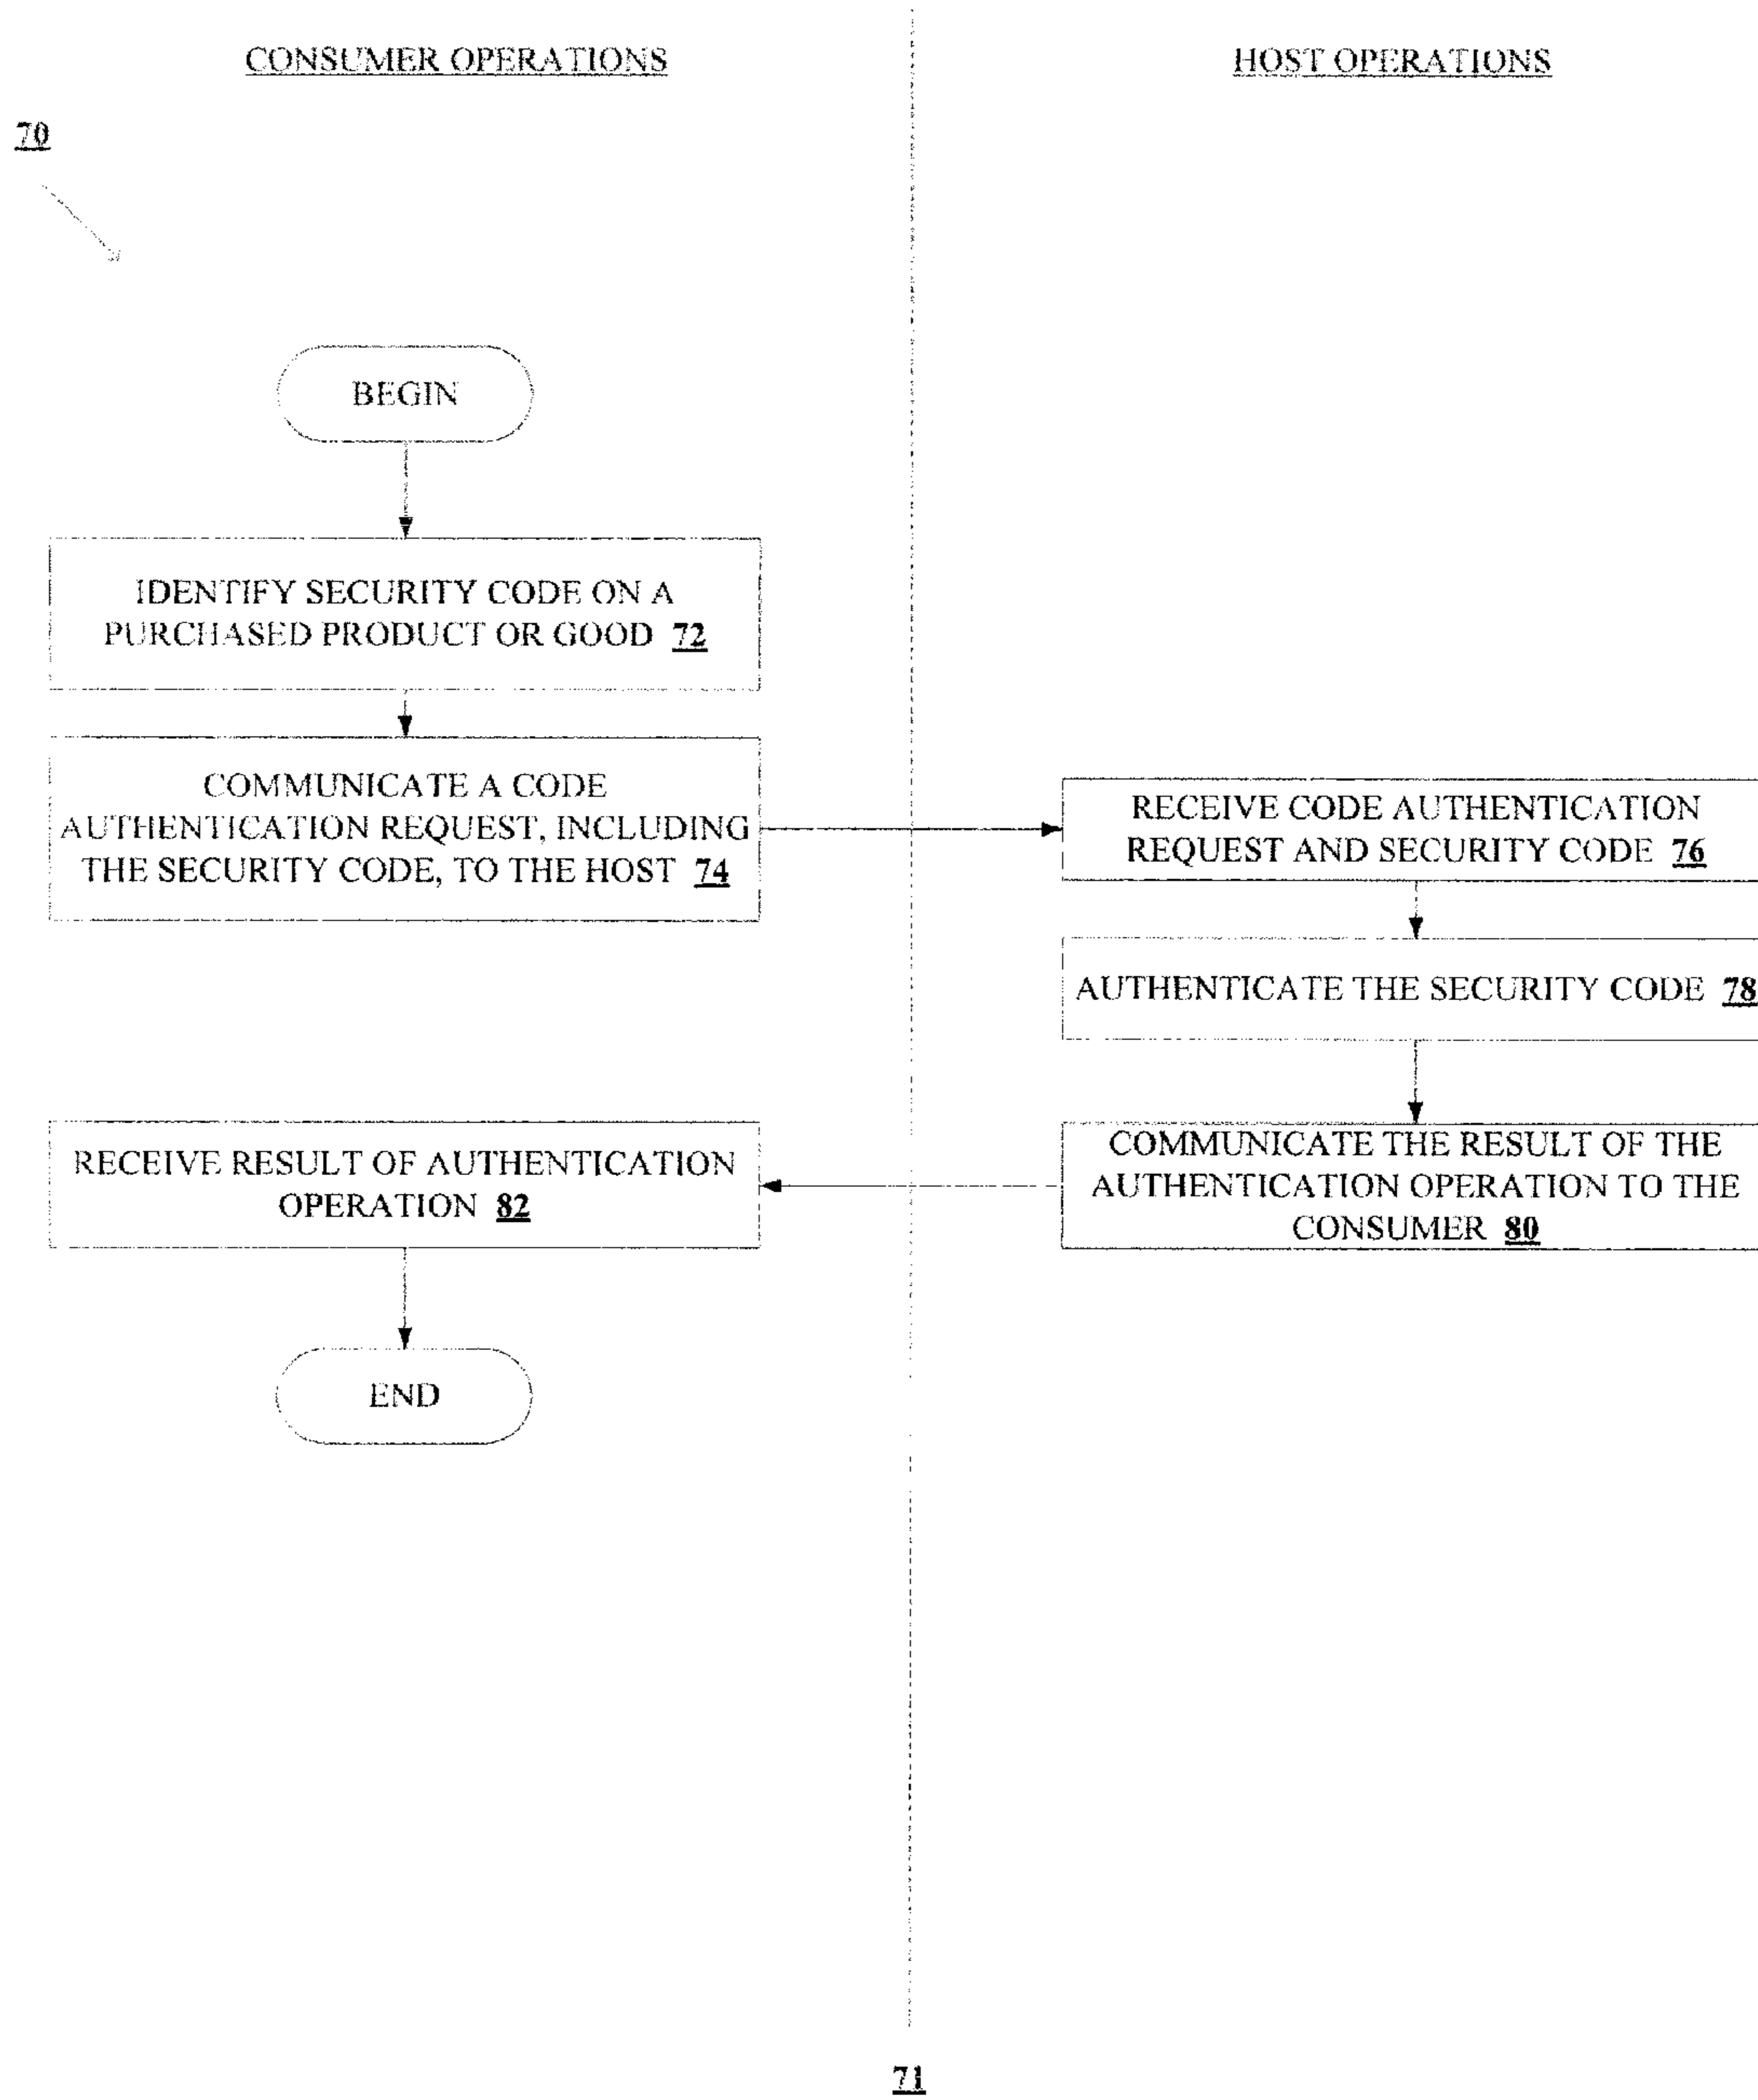 CONSUMER OPERATIONS
HOST OPERATIONS
70
BEGIN
IDENTIFY SECURITY CODE ON A
PURCHASED PRODUCT OR GOOD 72
COMMUNICATE A CODE
AUTHENTICATION REQUEST, INCLUDING
THE SECURITY CODE, TO THE HOST 74
RECEIVE CODE AUTHENTICATION
REQUEST AND SECURITY CODE 76
AUTHENTICATE THE SECURITY CODE 78
COMMUNICATE THE RESULT OF THE
AUTHENTICATION OPERATION TO THE
CONSUMER 80
RECEIVE RESULT OF AUTHENTICATION
OPERATION 82
END
71